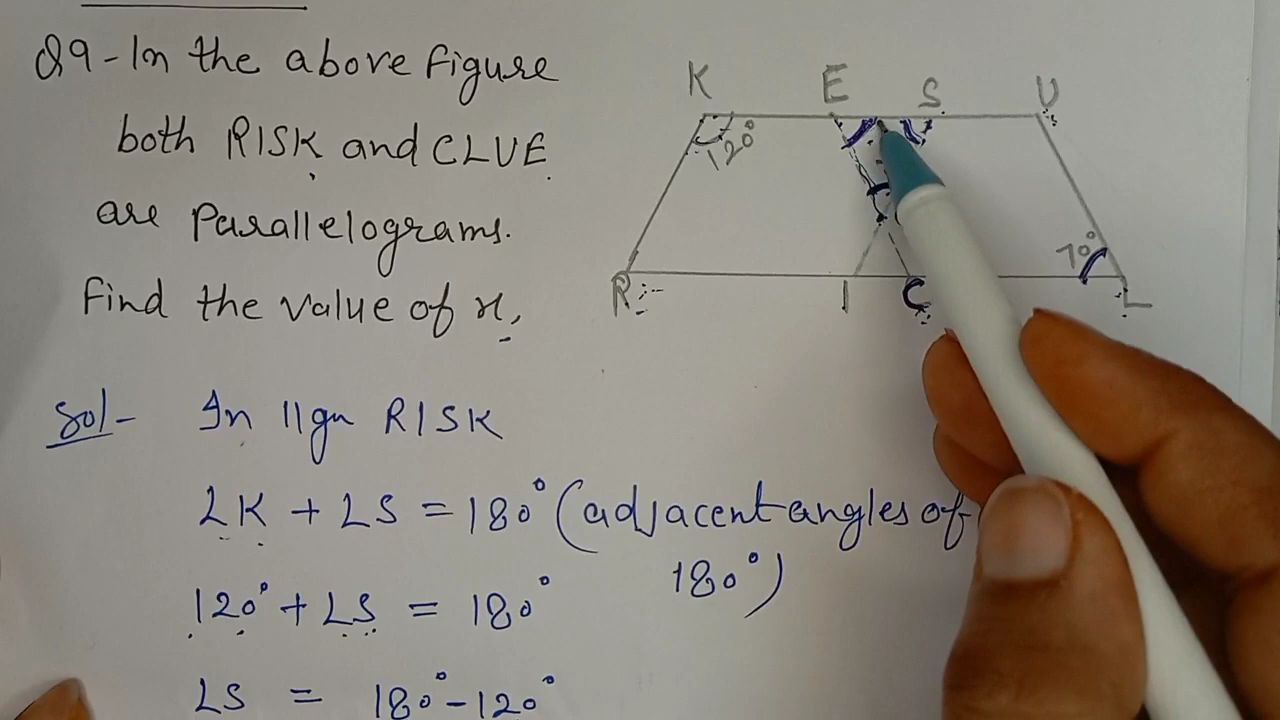 Q9- In the above figure
both RISK and CLUE
are Parallelograms.
Find the value of x,
K E S U
120°
70°
R I C L
Sol- In ||gm RISK
∠K + ∠S = 180° (adjacent angles of
180°)
120° + ∠S = 180°
∠S = 180° - 120°